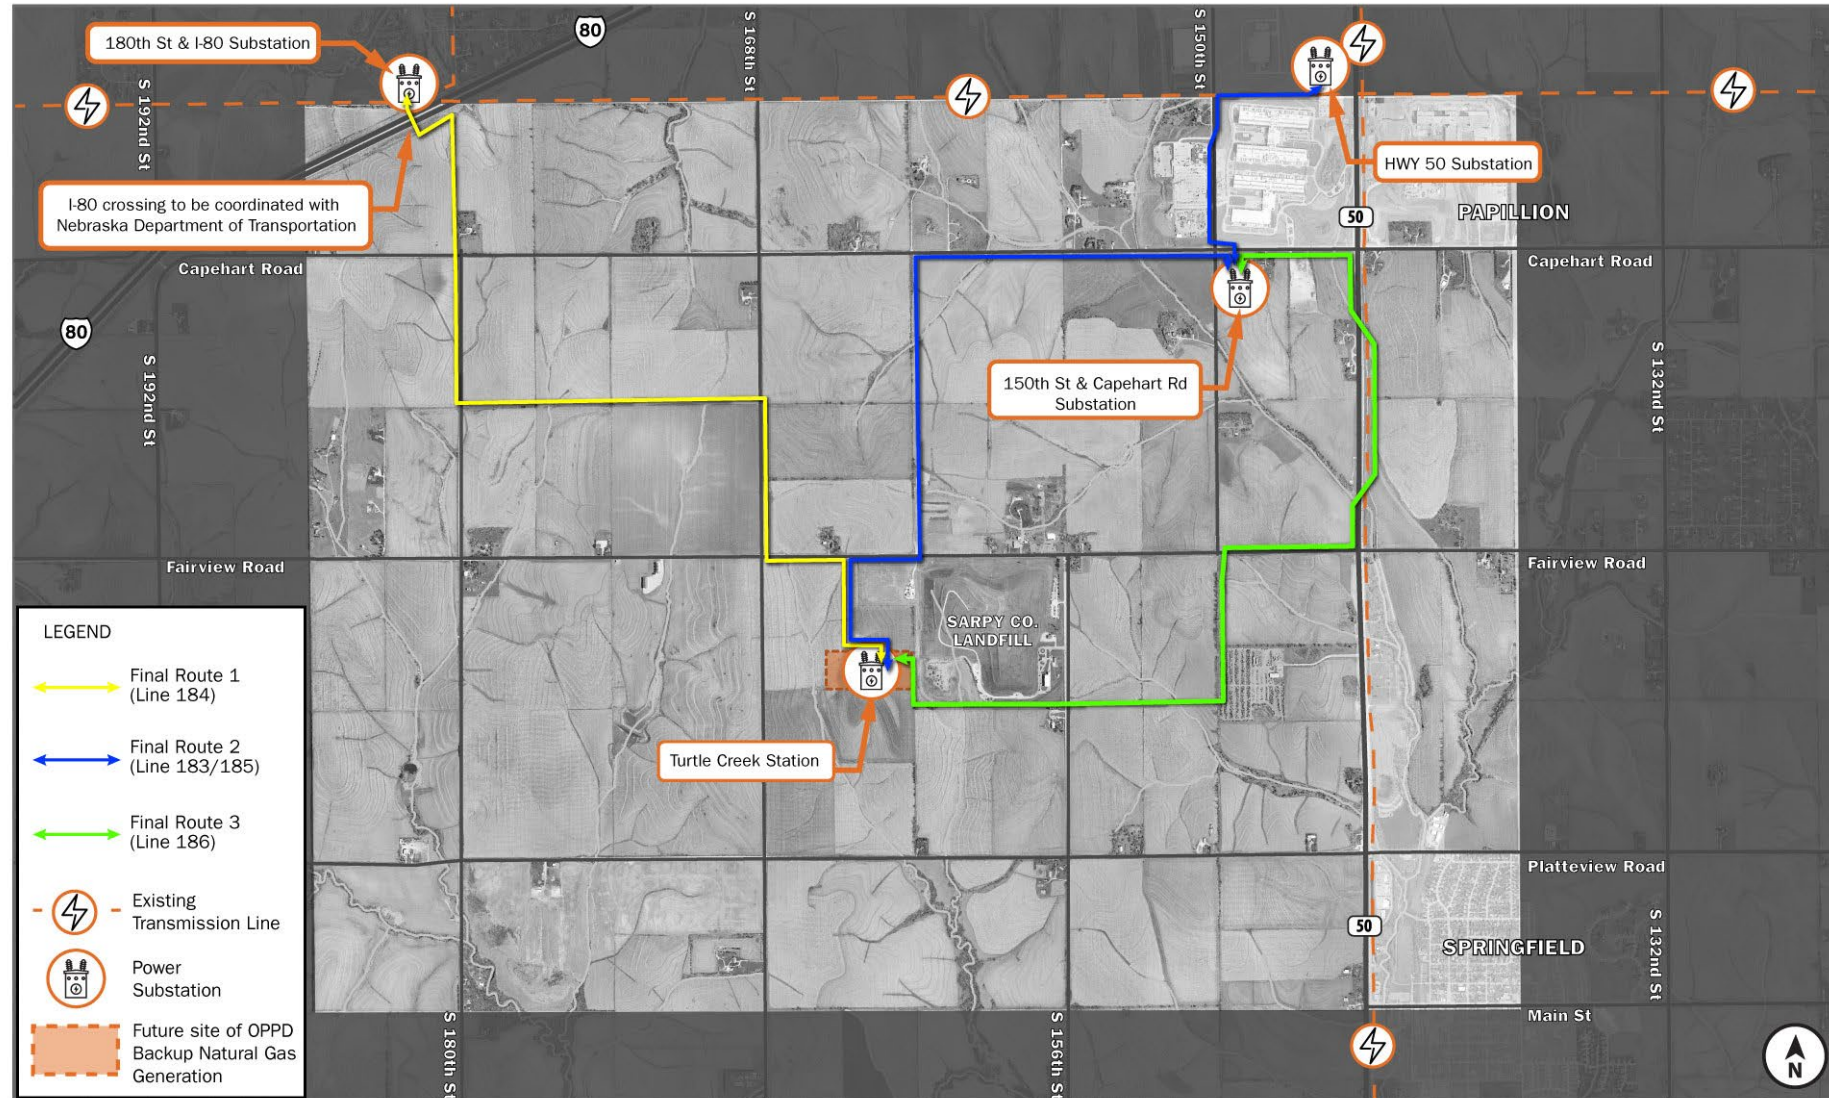 180th St & I-80 Substation
80
S 168th St
S 150th St
S 192nd St
HWY 50 Substation
I-80 crossing to be coordinated with
Nebraska Department of Transportation
50
PAPILLION
Capehart Road
Capehart Road
80
S 192nd St
150th St & Capehart Rd
Substation
S 132nd St
Fairview Road
Fairview Road
SARPY CO.
LANDFILL
Turtle Creek Station
LEGEND
Final Route 1
(Line 184)
Final Route 2
(Line 183/185)
Final Route 3
(Line 186)
Existing
Transmission Line
Power
Substation
Future site of OPPD
Backup Natural Gas
Generation
Platteview Road
50
SPRINGFIELD
S 132nd St
Main St
S 180th St
S 156th St
N